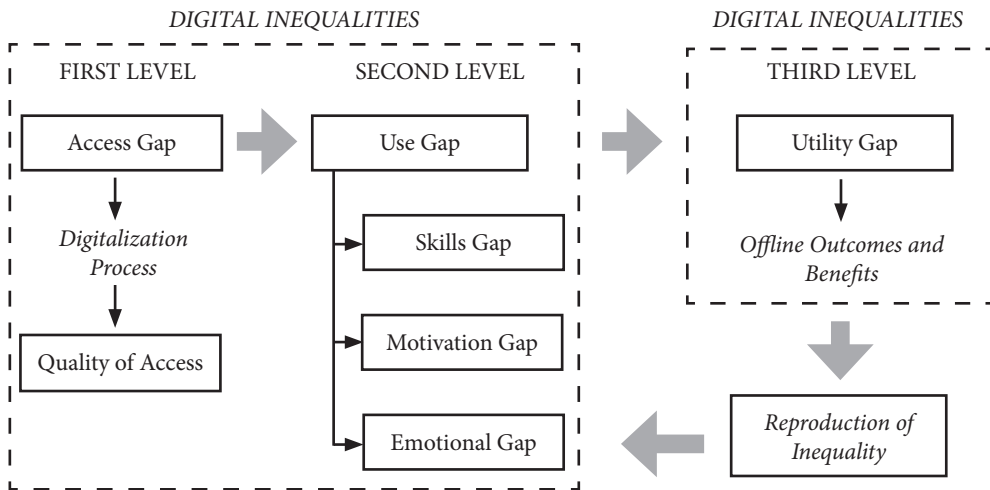 DIGITAL INEQUALITIES
FIRST LEVEL
Access Gap
Digitalization
Process
Quality of Access
SECOND LEVEL
Use Gap
Skills Gap
Motivation Gap
Emotional Gap
DIGITAL INEQUALITIES
THIRD LEVEL
Utility Gap
Offline Outcomes and
Benefits
Reproduction of
Inequality